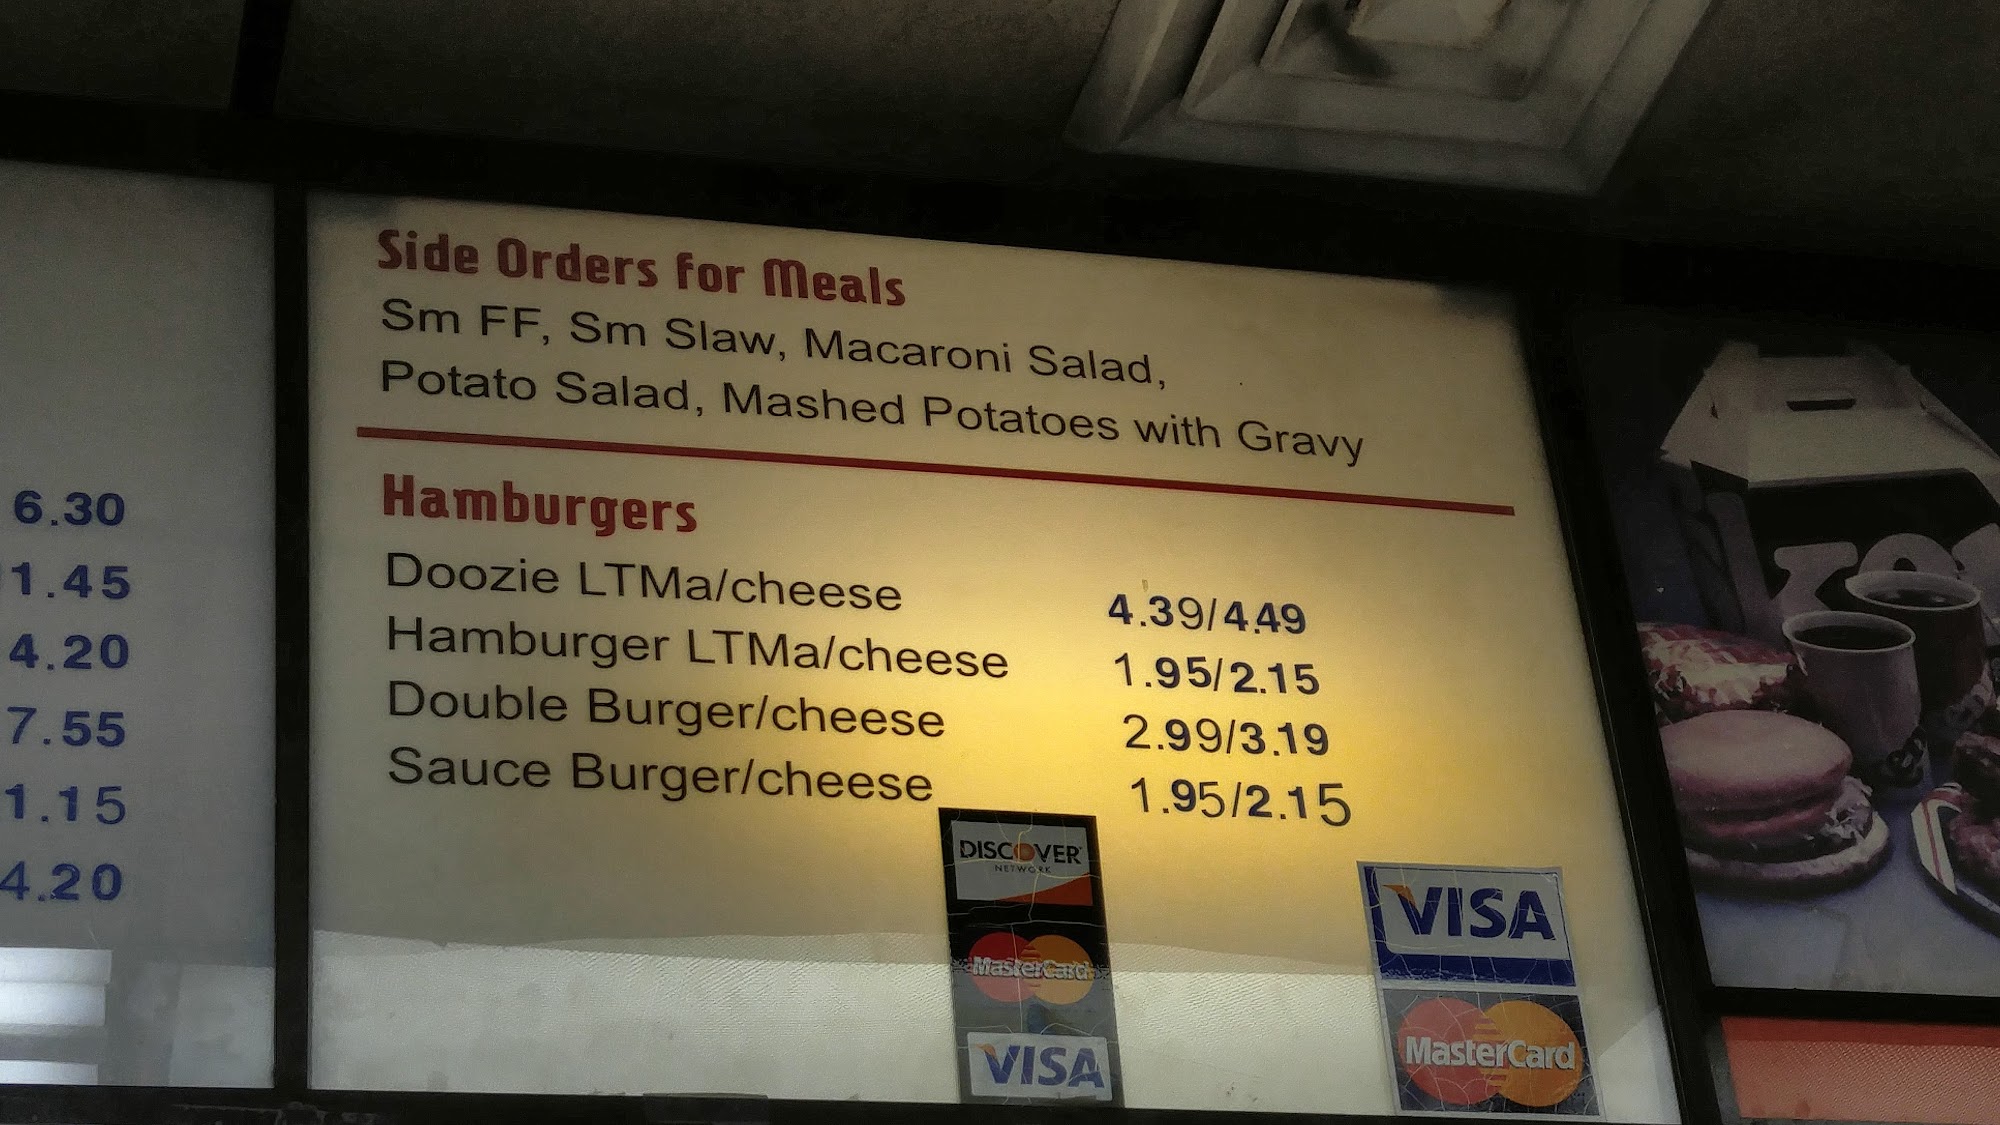 6.30
1.45
4.20
7.55
1.15
4.20
Side Orders for Meals
Sm FF, Sm Slaw, Macaroni Salad,
Potato Salad, Mashed Potatoes with Gravy
Hamburgers
Doozie LTMa/cheese 4.39/4.49
Hamburger LTMa/cheese 1.95/2.15
Double Burger/cheese 2.99/3.19
Sauce Burger/cheese 1.95/2.15
DISCOVER
NETWORK
MasterCard
VISA
VISA
MasterCard